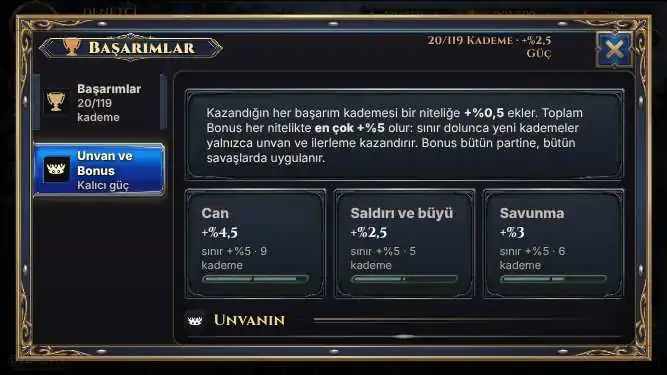 BAŞARIMLAR
20/119 KADEME · +%2,5
GÜÇ
Başarımlar
20/119
kademe
Unvan ve
Bonus
Kalıcı güç
Kazandığın her başarım kademesi bir niteliğe +%0,5 ekler. Toplam
Bonus her nitelikte en çok +%5 olur: sınır dolunca yeni kademeler
yalnızca unvan ve ilerleme kazandırır. Bonus bütün partine, bütün
savaşlarda uygulanır.
Can
+%4,5
sınır +%5 · 9
kademe
Saldırı ve büyü
+%2,5
sınır +%5 · 5
kademe
Savunma
+%3
sınır +%5 · 6
kademe
UNVANIN